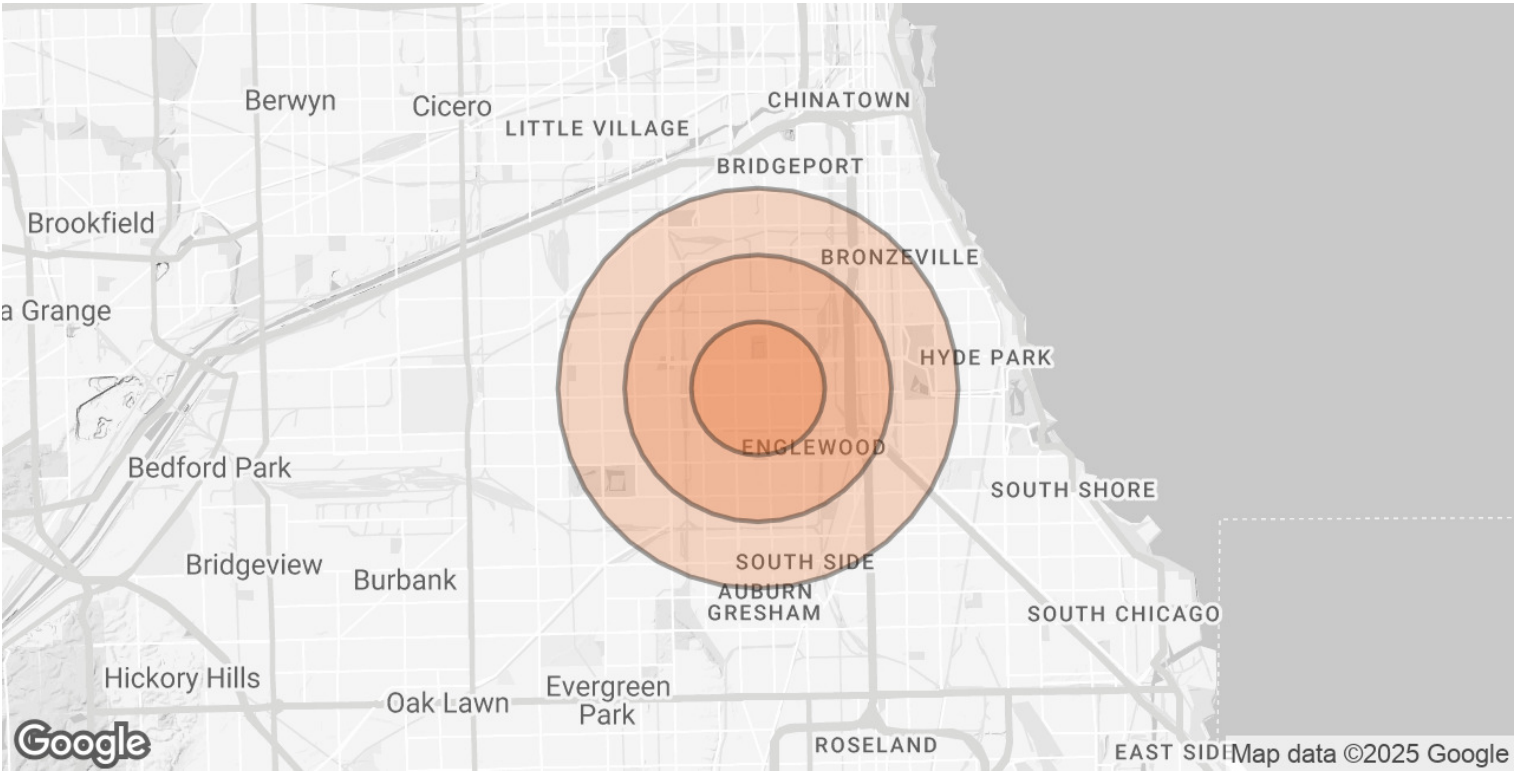 CHINATOWN
Berwyn
Cicero
LITTLE VILLAGE
BRIDGEPORT
Brookfield
BRONZEVILLE
a Grange
HYDE PARK
ENGLEWOOD
Bedford Park
SOUTH SHORE
SOUTH SIDE
Bridgeview
Burbank
AUBURN
GRESHAM
SOUTH CHICAGO
Hickory Hills
Evergreen
Park
Oak Lawn
ROSELAND
EAST SIDE
Google
Map data ©2025 Google